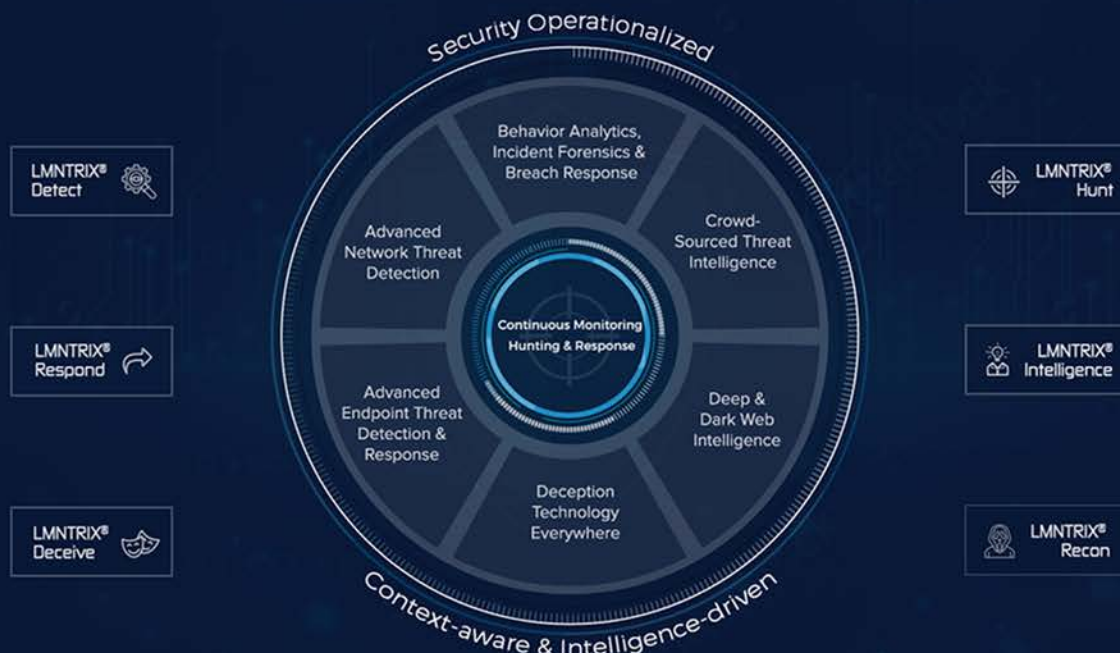 Security Operationalized
LMNTRIX®
Detect
LMNTRIX®
Respond
LMNTRIX®
Deceive
Behavior Analytics,
Incident Forensics &
Breach Response
Advanced
Network Threat
Detection
Crowd-
Sourced Threat
Intelligence
Continuous Monitoring
Hunting & Response
Advanced
Endpoint Threat
Detection &
Response
Deep &
Dark Web
Intelligence
Deception
Technology
Everywhere
LMNTRIX®
Hunt
LMNTRIX®
Intelligence
LMNTRIX®
Recon
Context-aware & Intelligence-driven